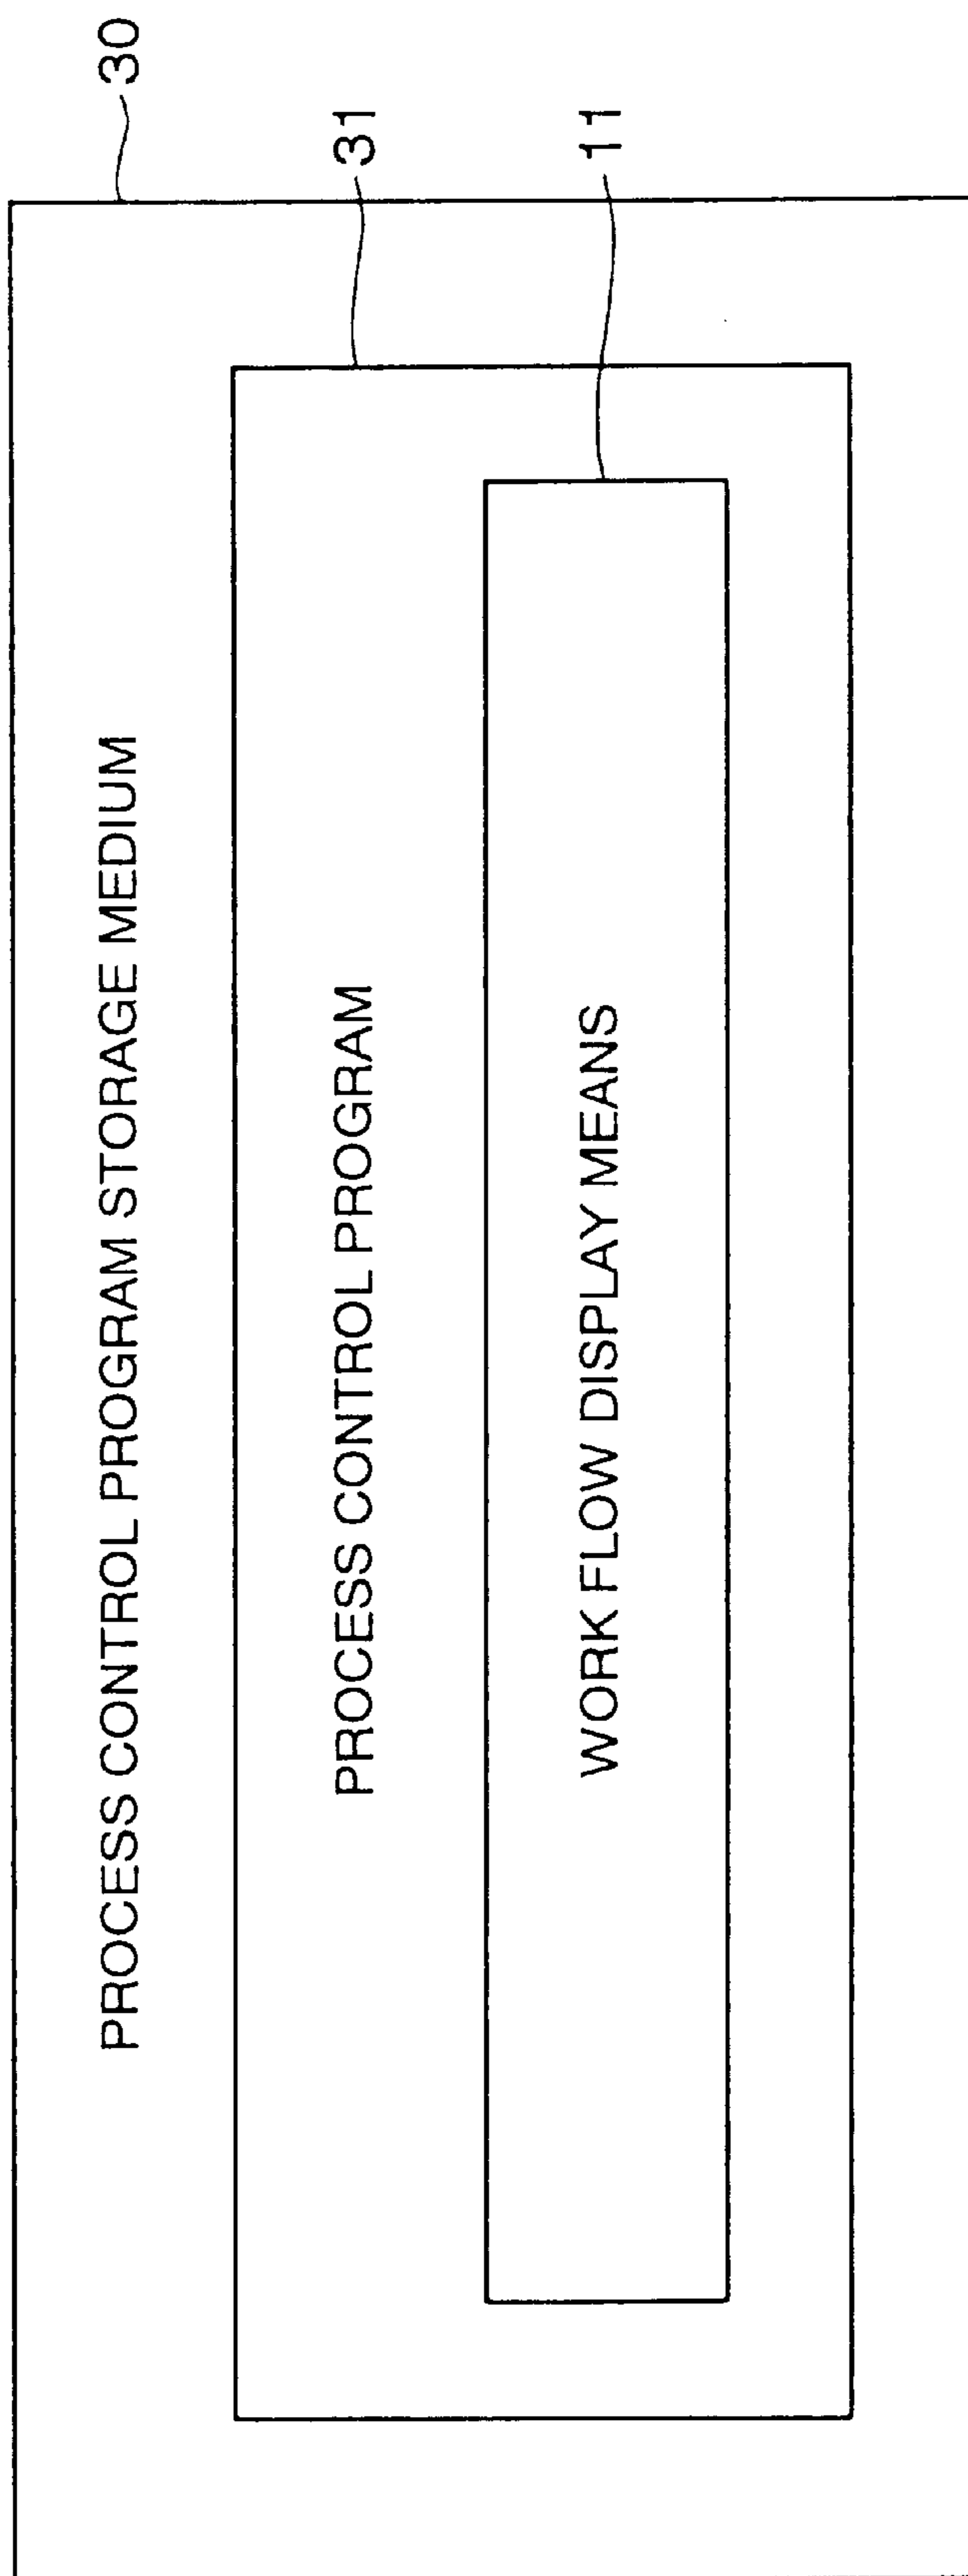 PROCESS CONTROL PROGRAM STORAGE MEDIUM
30
PROCESS CONTROL PROGRAM
31
WORK FLOW DISPLAY MEANS
11